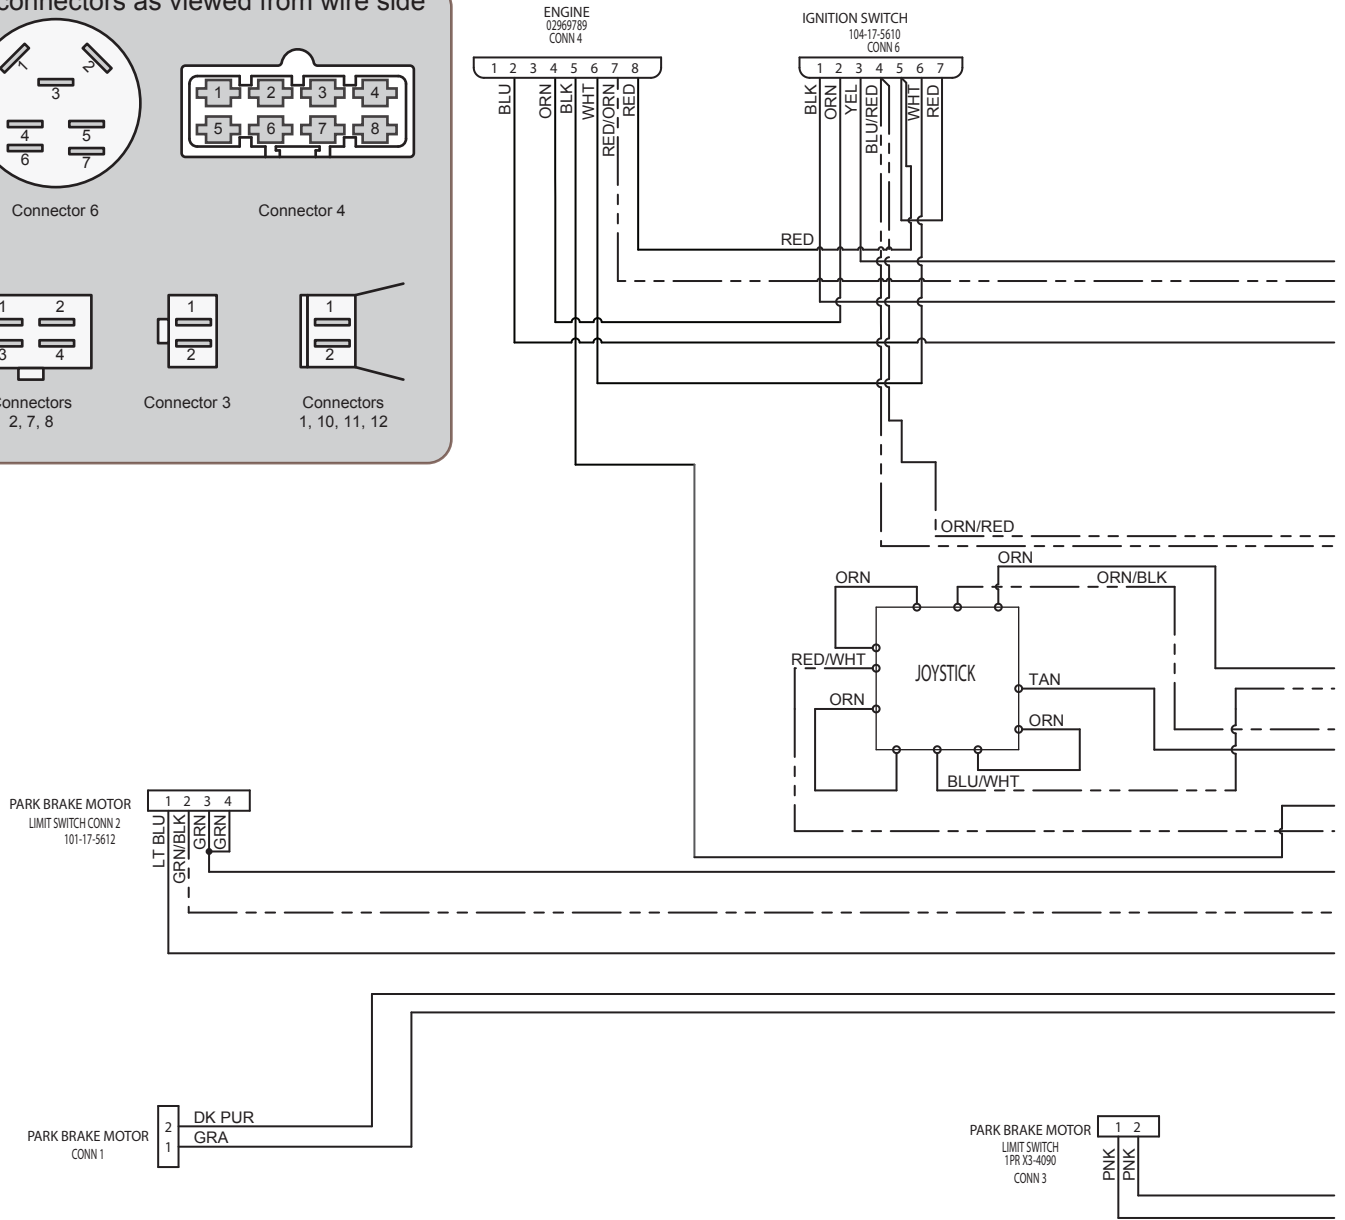 connectors as viewed from wire side
1 2
3
4 5
6 7
Connector 6
1 2 3 4
5 6 7 8
Connector 4
1 2
3 4
Connectors
2, 7, 8
1
2
Connector 3
1
2
Connectors
1, 10, 11, 12
ENGINE
02969789
CONN 4
1 2 3 4 5 6 7 8
BLU
ORN
BLK
WHT
RED/ORN
RED
IGNITION SWITCH
104-17-5610
CONN 6
1 2 3 4 5 6 7
BLK
ORN
YEL
BLU/RED
WHT
RED
RED
ORN/RED
ORN
ORN
ORN/BLK
RED/WHT
JOYSTICK
TAN
ORN
ORN
BLU/WHT
PARK BRAKE MOTOR
LIMIT SWITCH CONN 2
101-17-5612
1 2 3 4
LT BLU
GRN/BLK
GRN
GRN
PARK BRAKE MOTOR
CONN 1
2
1
DK PUR
GRA
PARK BRAKE MOTOR
LIMIT SWITCH
1PR X3-4090
CONN 3
1 2
PNK
PNK